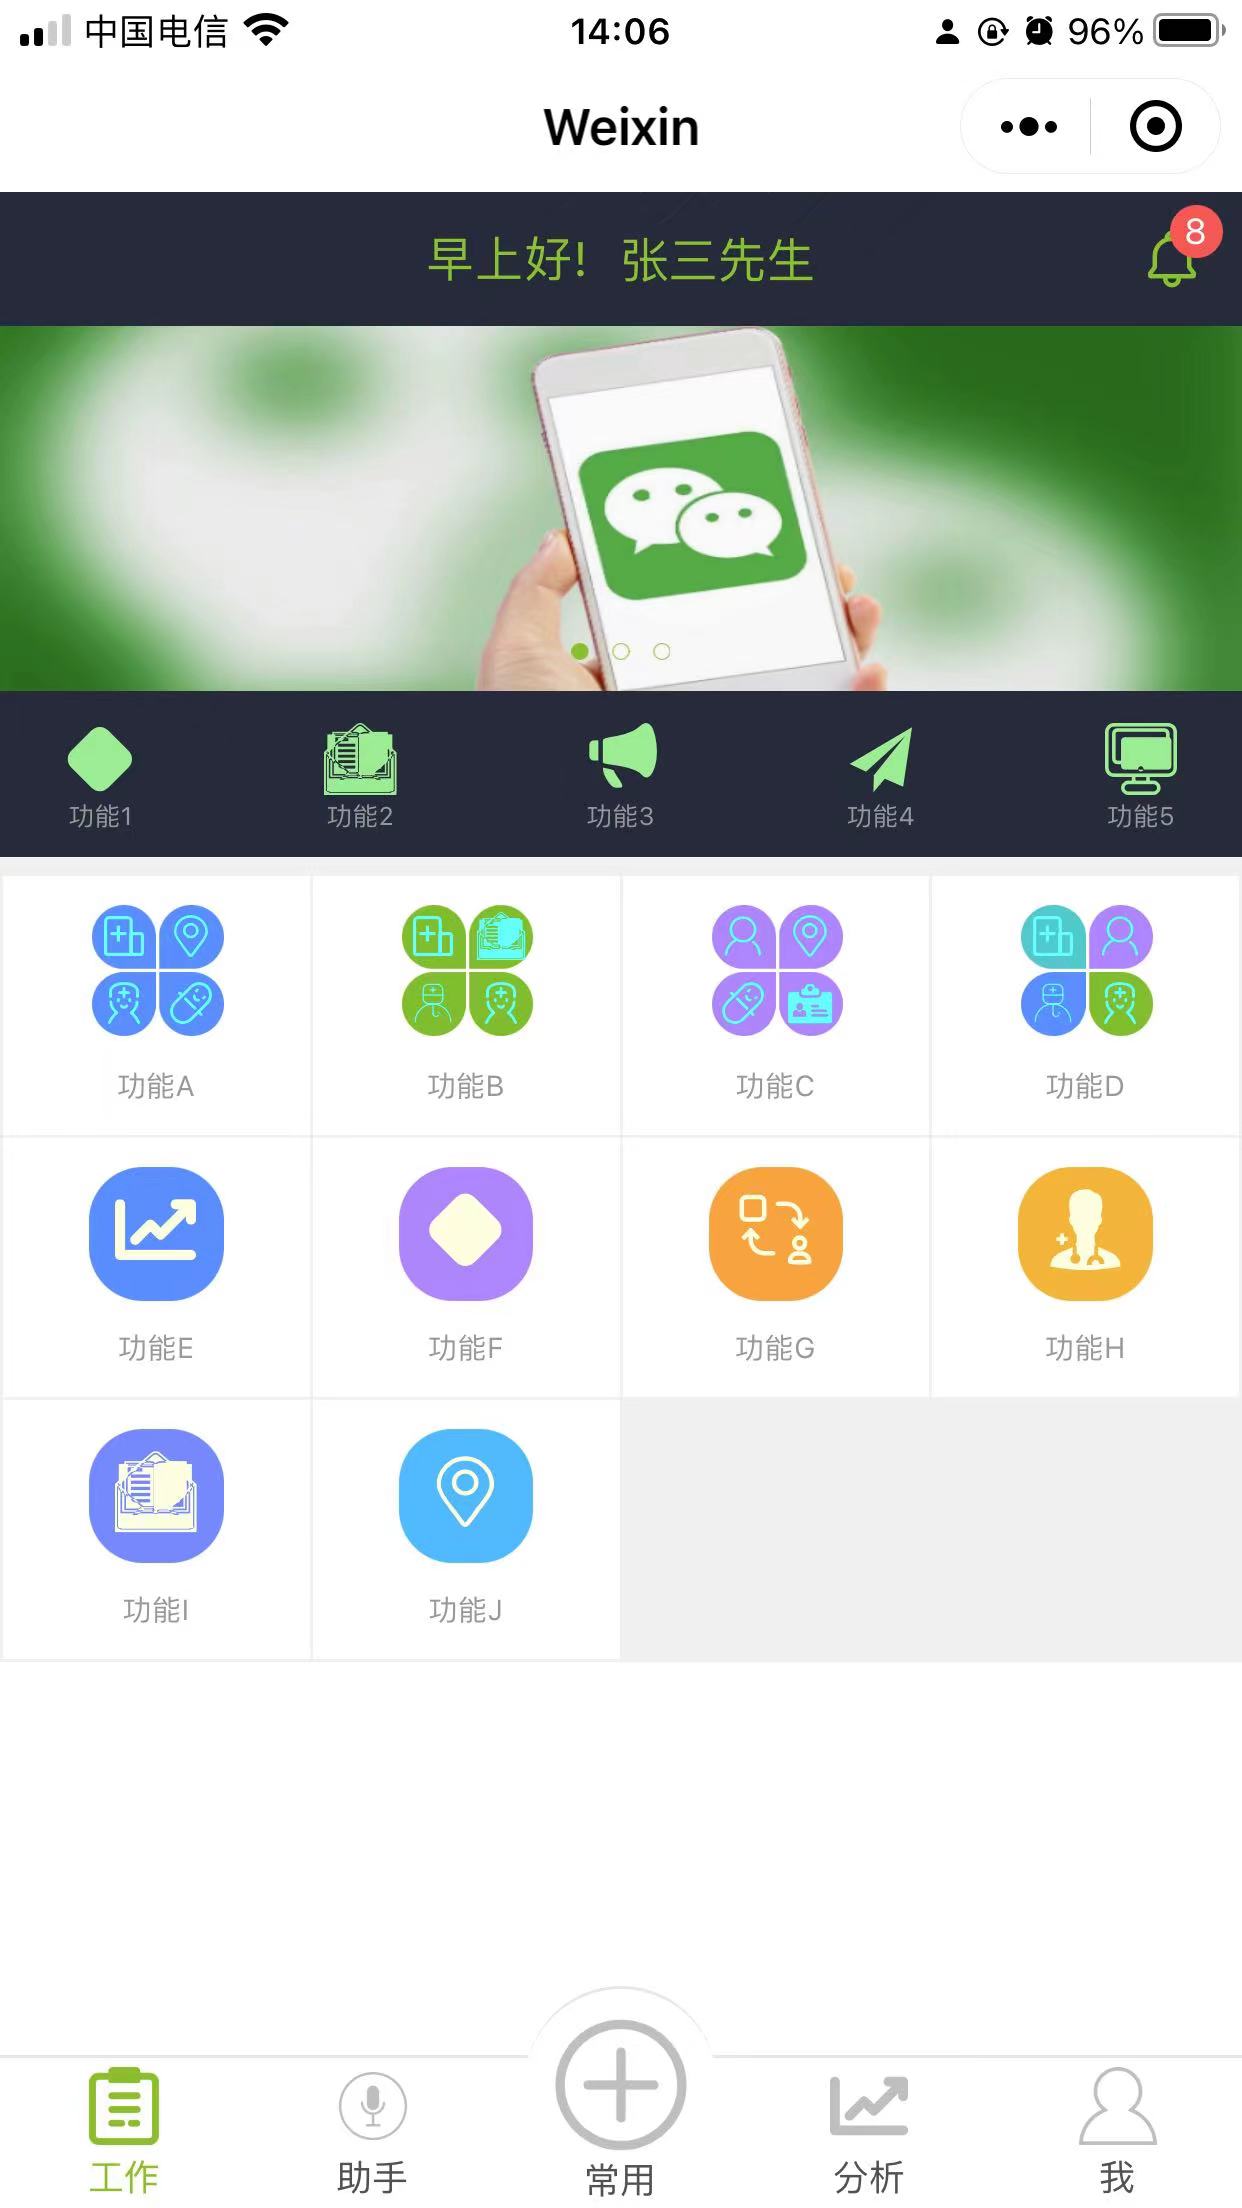 中国电信 14:06 96%
Weixin
早上好! 张三先生 8
功能1 功能2 功能3 功能4 功能5
功能A 功能B 功能C 功能D
功能E 功能F 功能G 功能H
功能I 功能J
工作 助手 常用 分析 我